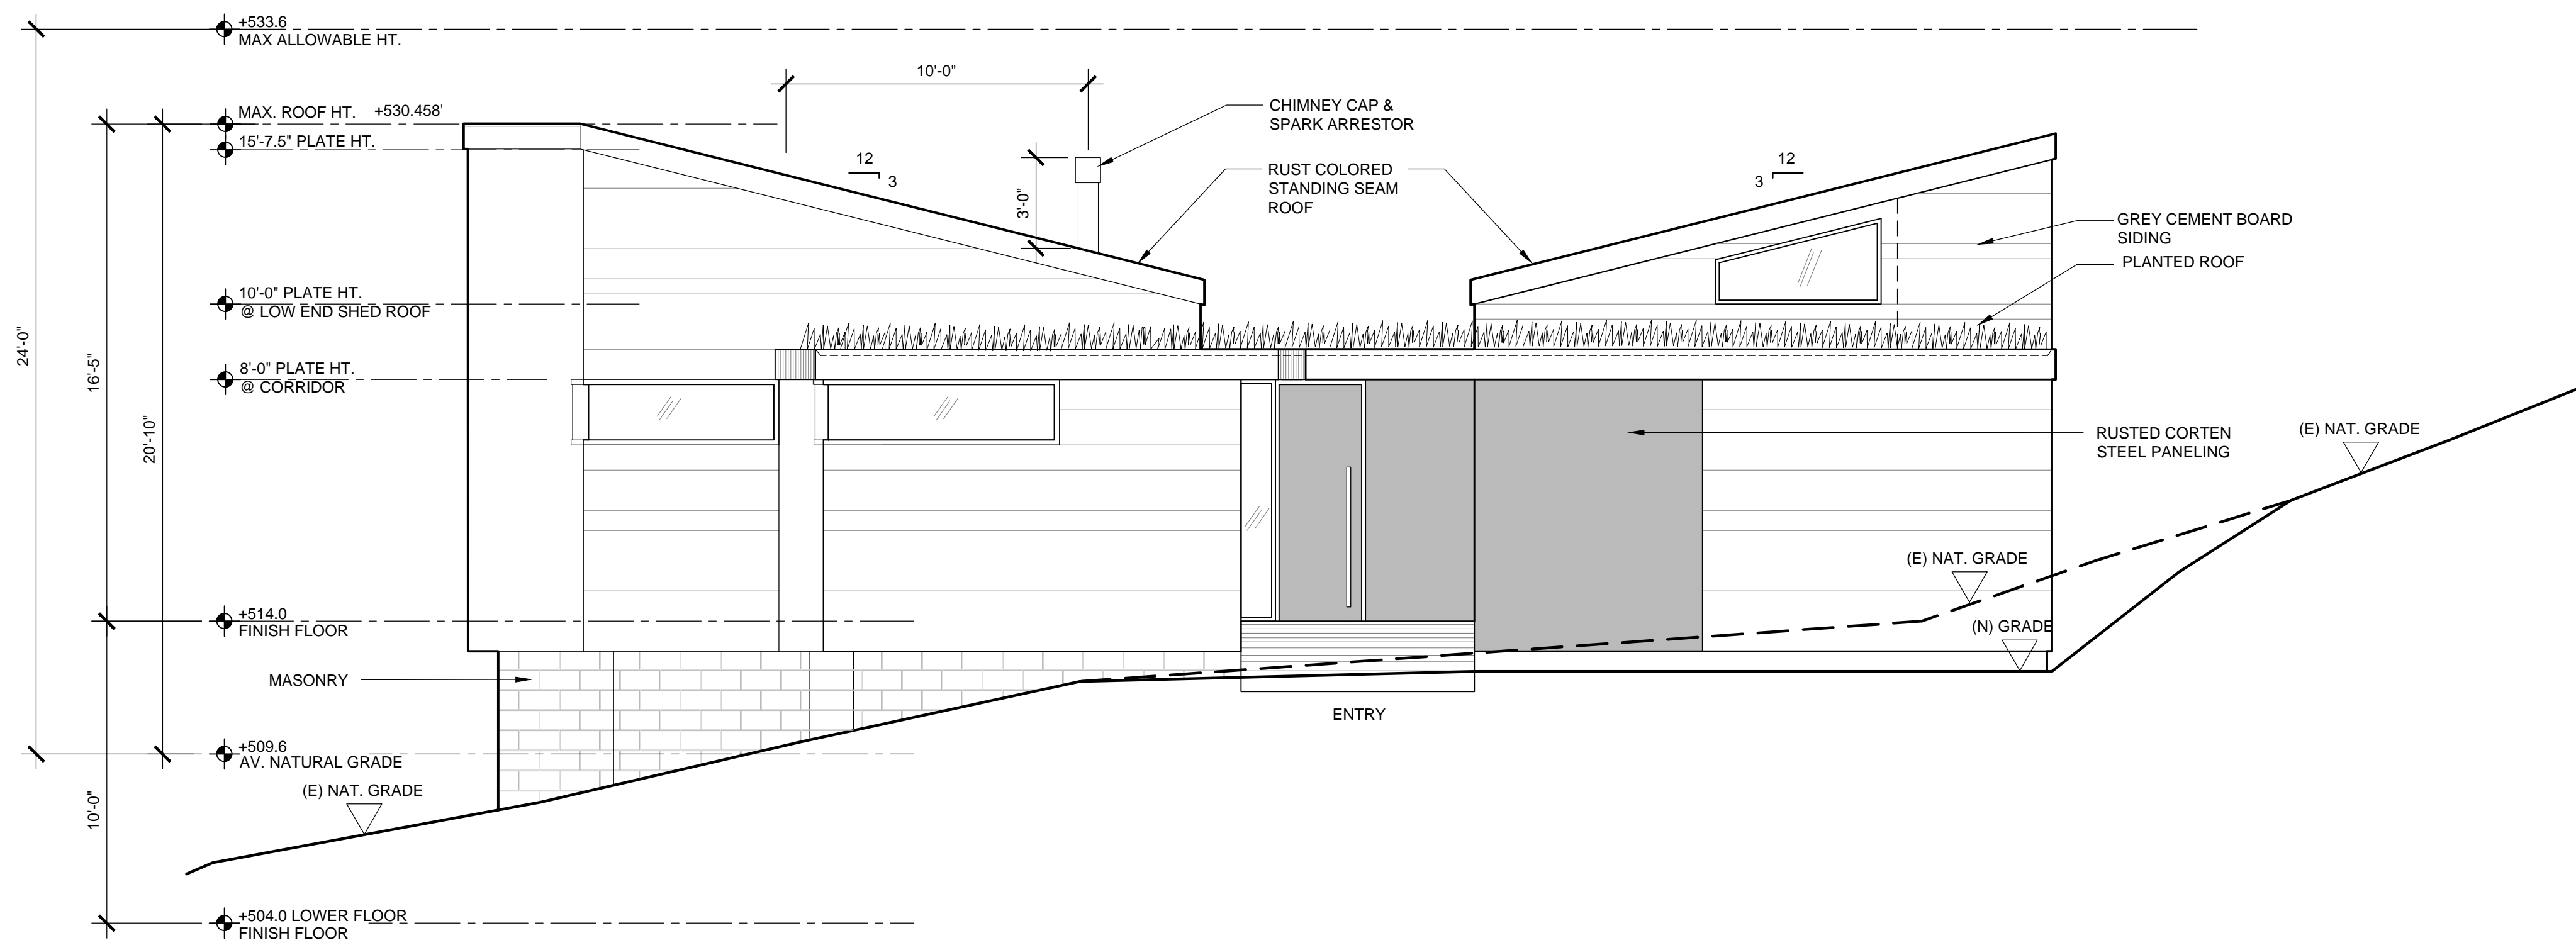 +533.6
MAX ALLOWABLE HT.
10'-0"
MAX. ROOF HT. +530.458'
15'-7.5" PLATE HT.
CHIMNEY CAP &
SPARK ARRESTOR
12
3
3'-0"
RUST COLORED
STANDING SEAM
ROOF
12
3
GREY CEMENT BOARD
SIDING
PLANTED ROOF
10'-0" PLATE HT.
@ LOW END SHED ROOF
24'-0"
16'-5"
20'-10"
8'-0" PLATE HT.
@ CORRIDOR
RUSTED CORTEN
STEEL PANELING
(E) NAT. GRADE
(E) NAT. GRADE
(N) GRADE
+514.0
FINISH FLOOR
MASONRY
ENTRY
+509.6
AV. NATURAL GRADE
(E) NAT. GRADE
10'-0"
+504.0 LOWER FLOOR
FINISH FLOOR